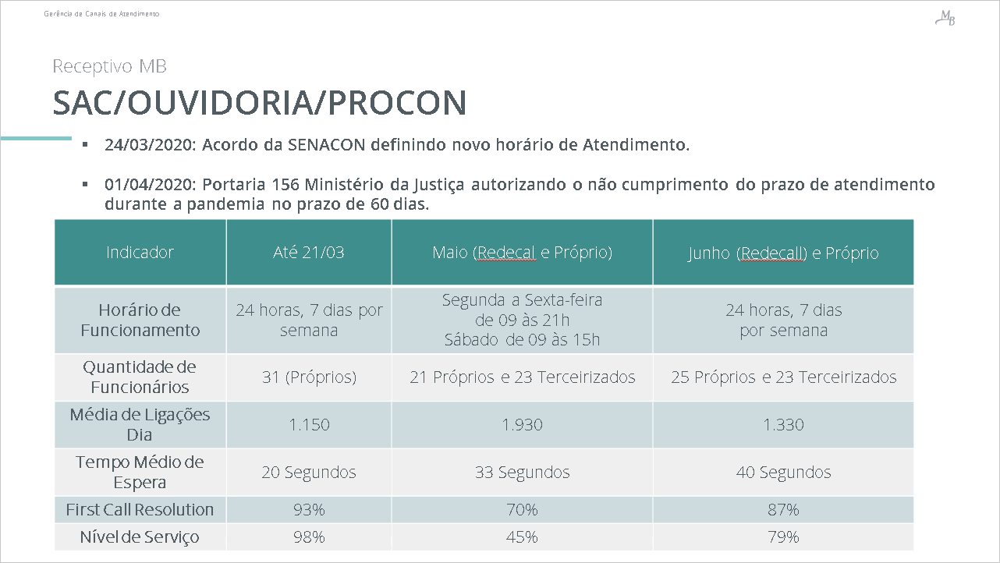 Gerência de Canais de Atendimento
MB
Receptivo MB
SAC/OUVIDORIA/PROCON
▪ 24/03/2020: Acordo da SENACON definindo novo horário de Atendimento.
▪ 01/04/2020: Portaria 156 Ministério da Justiça autorizando o não cumprimento do prazo de atendimento
durante a pandemia no prazo de 60 dias.
Indicador Até 21/03 Maio (Redecal e Próprio) Junho (Redecall) e Próprio
Horário de
Funcionamento
24 horas, 7 dias por
semana
Segunda a Sexta-feira
de 09 às 21h
Sábado de 09 às 15h
24 horas, 7 dias
por semana
Quantidade de
Funcionários
31 (Próprios)
21 Próprios e 23 Terceirizados
25 Próprios e 23 Terceirizados
Média de Ligações
Dia
1.150
1.930
1.330
Tempo Médio de
Espera
20 Segundos
33 Segundos
40 Segundos
First Call Resolution 93% 70% 87%
Nível de Serviço 98% 45% 79%